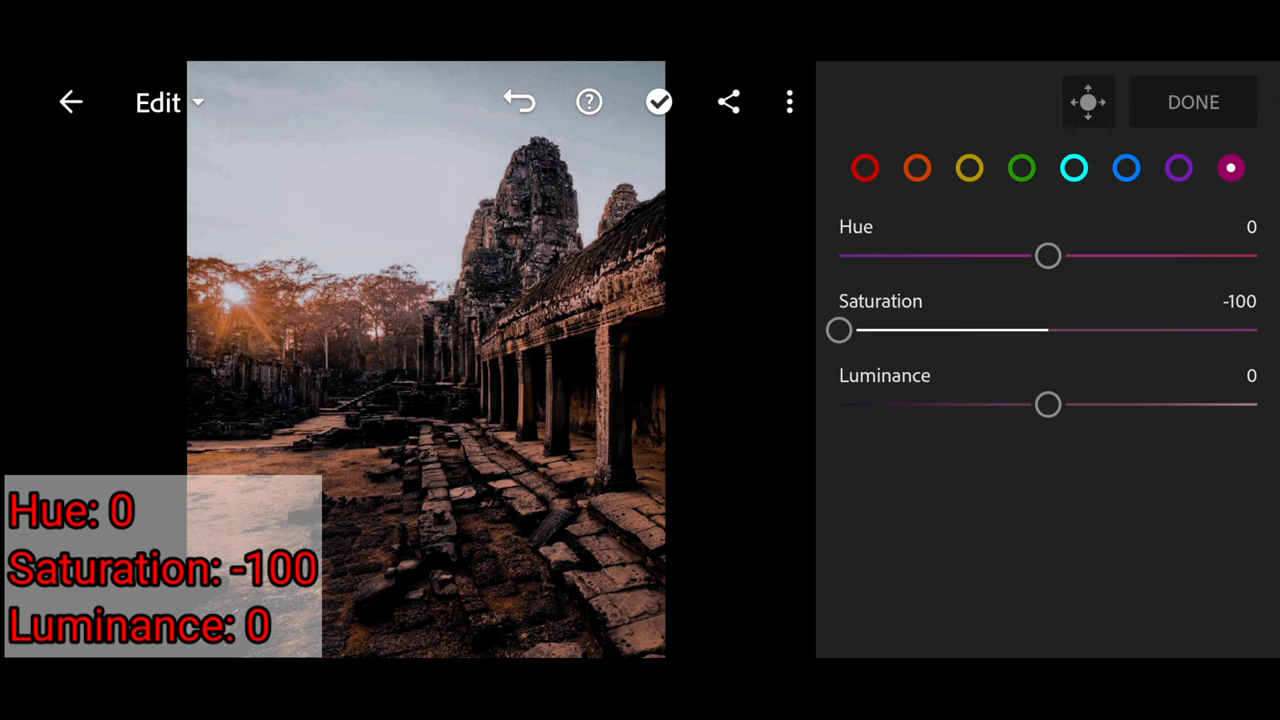 Edit
DONE
Hue 0
Saturation -100
Luminance 0
Hue: 0
Saturation: -100
Luminance: 0